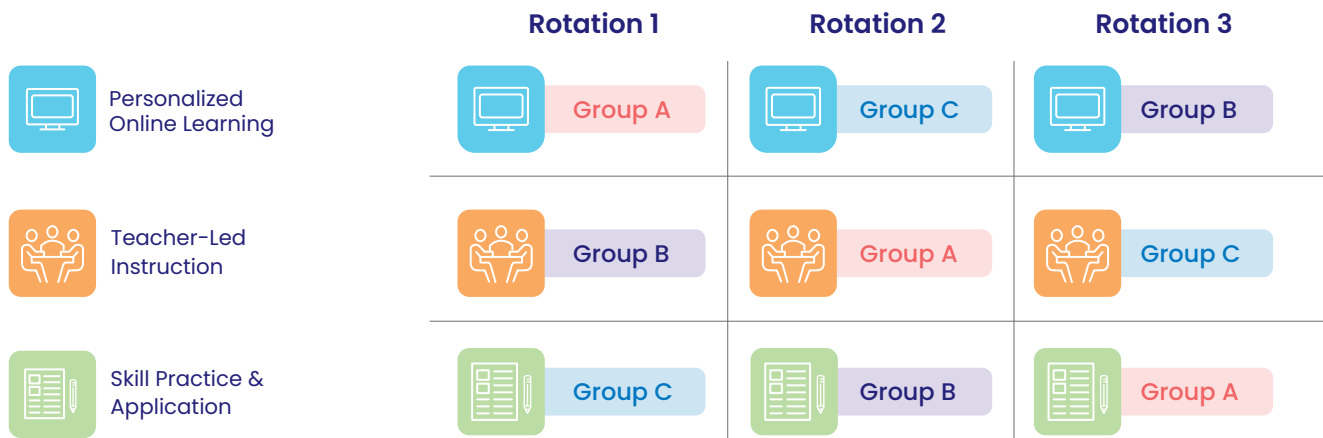 Rotation 1 Rotation 2 Rotation 3
Personalized
Online Learning
Group A Group C Group B
Teacher-Led
Instruction
Group B Group A Group C
Skill Practice &
Application
Group C Group B Group A